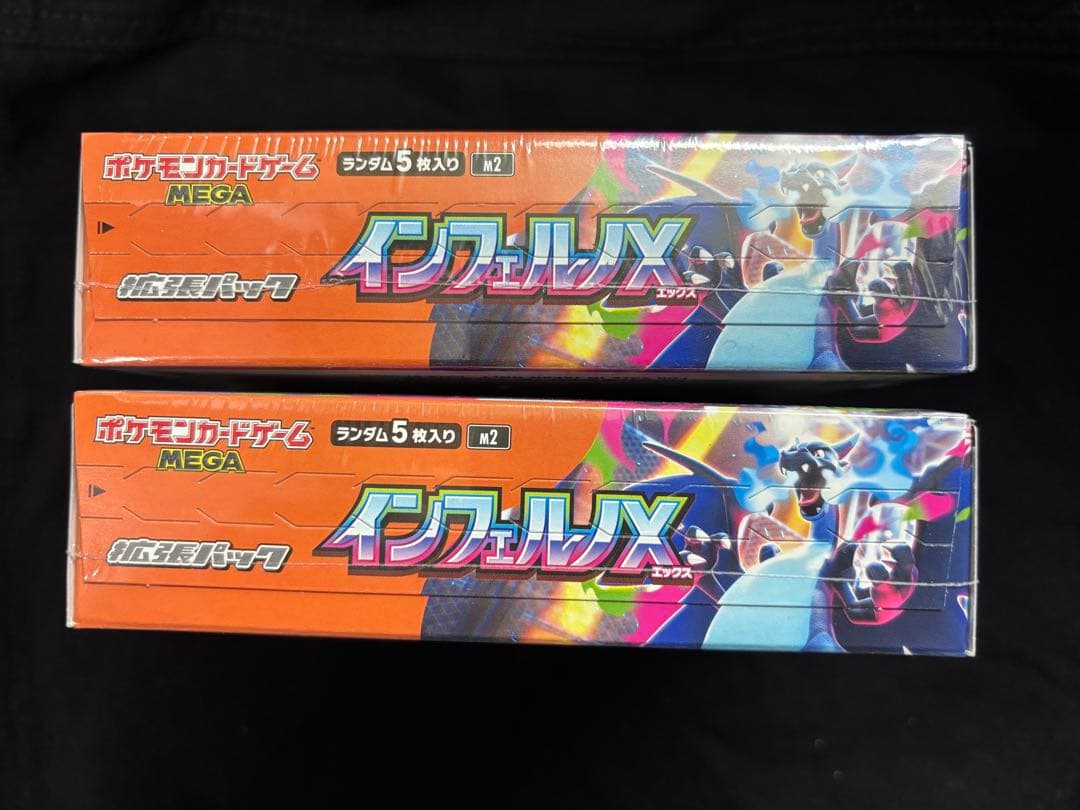 ポケモンカードゲーム
MEGA
ランダム5枚入り M2
拡張パック
インフェルノX
エックス
ポケモンカードゲーム
MEGA
ランダム5枚入り M2
拡張パック
インフェルノX
エックス